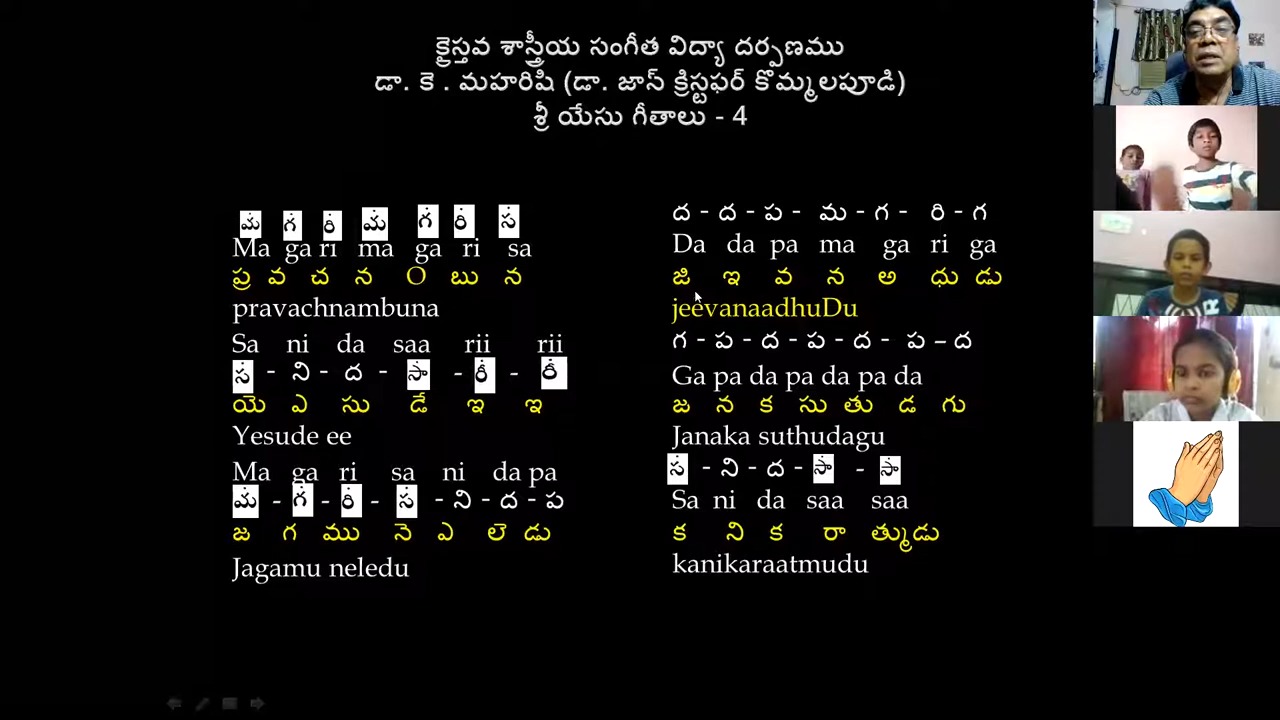 క్రైస్తవ శాస్త్రీయ సంగీత విద్యా దర్పణము
డా. కె . మహరిషి (డా. జాస్ క్రిస్టఫర్ కొమ్మలపూడి)
శ్రీ యేసు గీతాలు - 4
మ̇ గ̇ రి̇ మ̇ గ̇ రి̇ స̇
Ma ga ri ma ga ri sa
ప్ర వ చ న O బు న
pravachnambuna
Sa ni da saa rii rii
స̇ - ని - ద - సా̇ - రీ̇ - రీ̇
యె ఎ సు డే ఇ ఇ
Yesude ee
Ma ga ri sa ni da pa
మ̇ - గ̇ - రి̇ - స̇ - ని - ద - ప
జ గ ము నె ఎ లె డు
Jagamu neledu
ద - ద - ప - మ - గ - రి - గ
Da da pa ma ga ri ga
జి ఇ వ న అ ధు డు
jeevanaadhuDu
గ - ప - ద - ప - ద - ప – ద
Ga pa da pa da pa da
జ న క సు తు డ గు
Janaka suthudagu
స̇ - ని - ద - సా̇ - సా̇
Sa ni da saa saa
క ని క రా త్ముడు
kanikaraatmudu